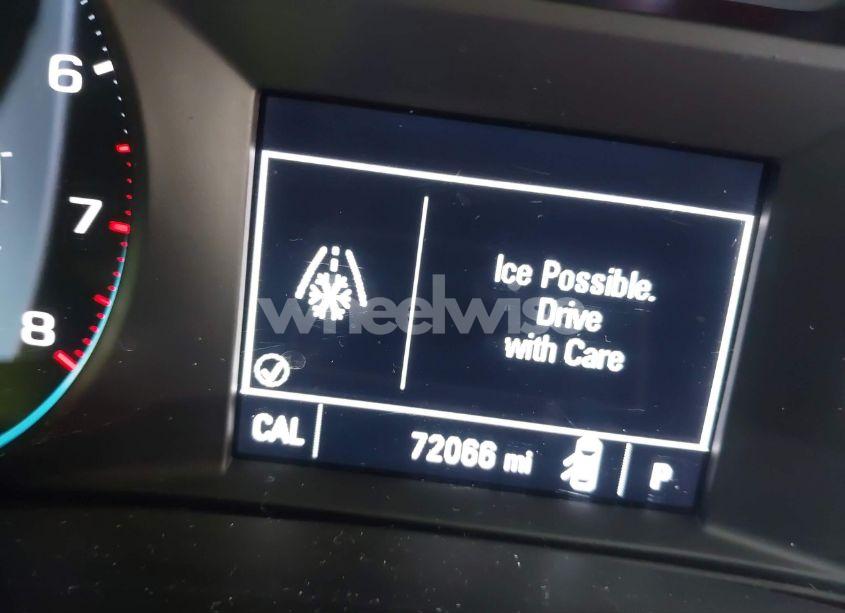 6
7
8
Ice Possible.
Drive
with Care
wheelwise
CAL
72066 mi
P